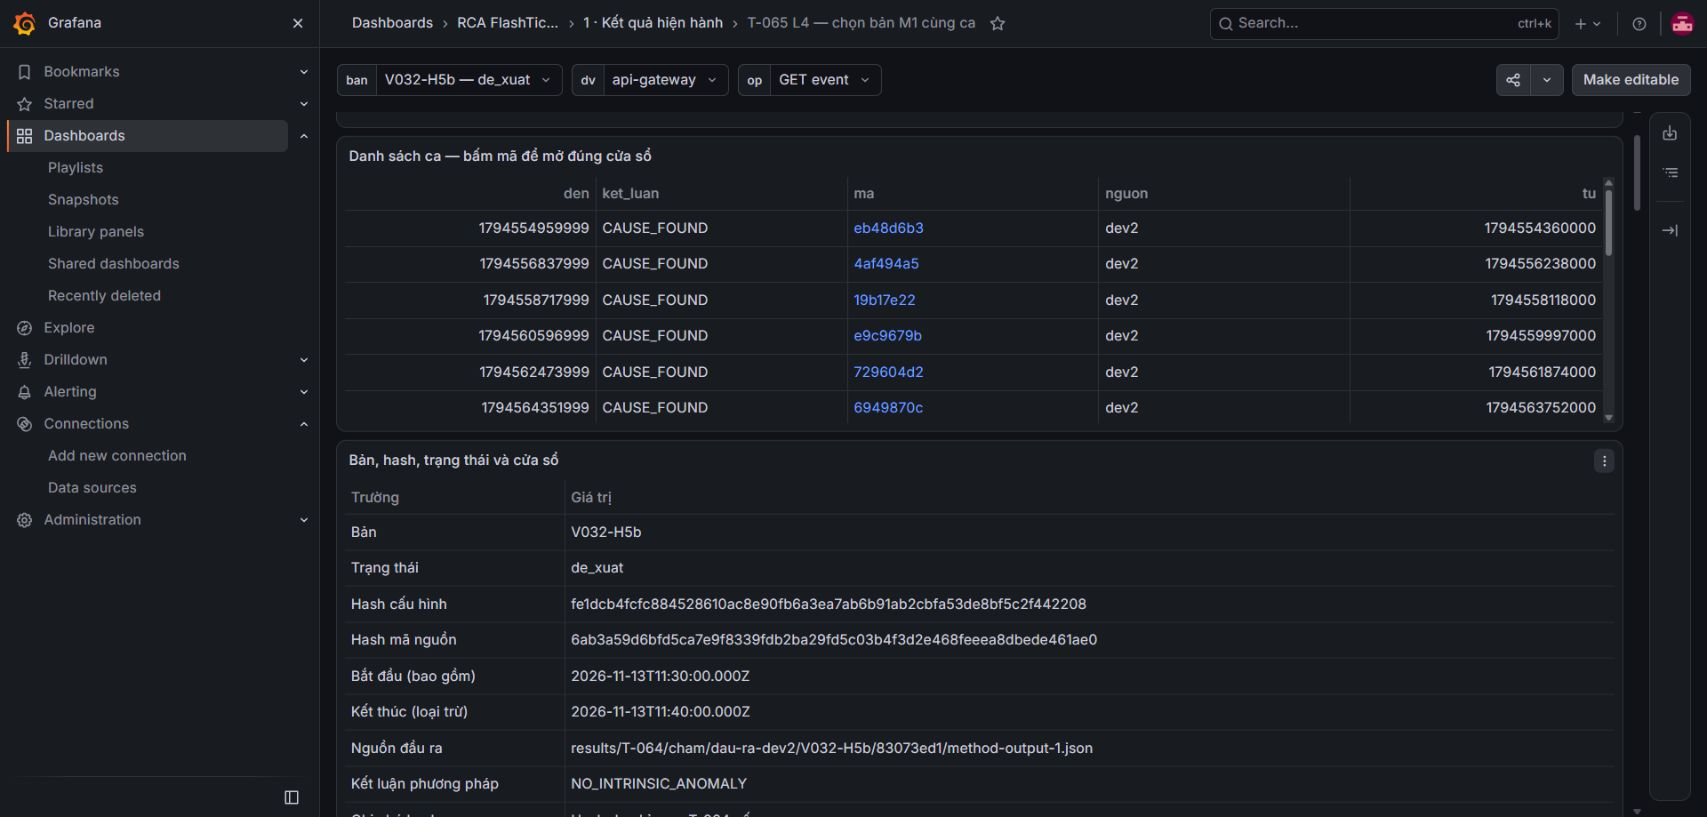 Grafana
Dashboards › RCA FlashTic... › 1 · Kết quả hiện hành › T-065 L4 — chọn bản M1 cùng ca
Search... ctrl+k
Bookmarks
Starred
Dashboards
Playlists
Snapshots
Library panels
Shared dashboards
Recently deleted
Explore
Drilldown
Alerting
Connections
Add new connection
Data sources
Administration
ban V032-H5b — de_xuat dv api-gateway op GET event
Make editable
Danh sách ca — bấm mã để mở đúng cửa sổ
den ket_luan ma nguon tu
1794554959999 CAUSE_FOUND eb48d6b3 dev2 1794554360000
1794556837999 CAUSE_FOUND 4af494a5 dev2 1794556238000
1794558717999 CAUSE_FOUND 19b17e22 dev2 1794558118000
1794560596999 CAUSE_FOUND e9c9679b dev2 1794559997000
1794562473999 CAUSE_FOUND 729604d2 dev2 1794561874000
1794564351999 CAUSE_FOUND 6949870c dev2 1794563752000
Bản, hash, trạng thái và cửa sổ
Trường Giá trị
Bản V032-H5b
Trạng thái de_xuat
Hash cấu hình fe1dcb4fcfc884528610ac8e90fb6a3ea7ab6b91ab2cbfa53de8bf5c2f442208
Hash mã nguồn 6ab3a59d6bfd5ca7e9f8339fdb2ba29fd5c03b4f3d2e468feeea8dbede461ae0
Bắt đầu (bao gồm) 2026-11-13T11:30:00.000Z
Kết thúc (loại trừ) 2026-11-13T11:40:00.000Z
Nguồn đầu ra results/T-064/cham/dau-ra-dev2/V032-H5b/83073ed1/method-output-1.json
Kết luận phương pháp NO_INTRINSIC_ANOMALY